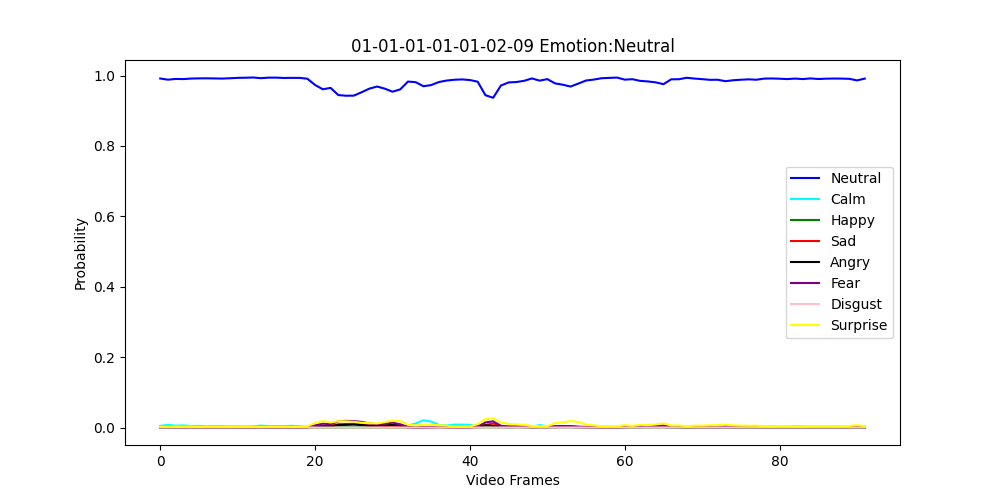 01-01-01-01-01-02-09 Emotion:Neutral
1.0
0.8
0.6
0.4
0.2
0.0
Probability
Neutral
Calm
Happy
Sad
Angry
Fear
Disgust
Surprise
0 20 40 60 80
Video Frames